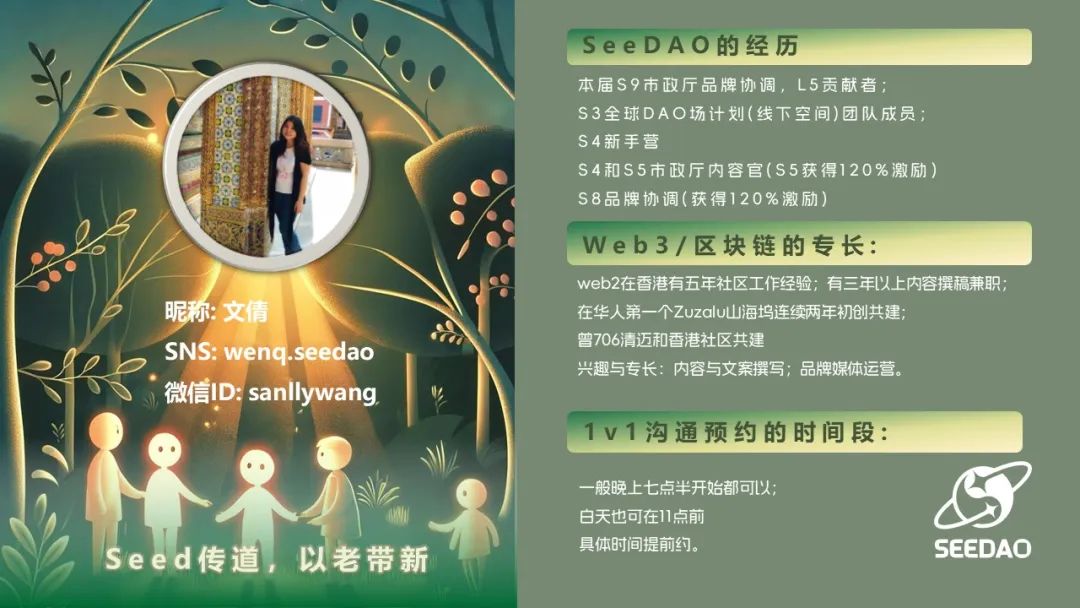 昵称: 文倩
SNS: wenq.seedao
微信ID: sanllywang
Seed传道，以老带新
SeeDAO的经历
本届S9市政厅品牌协调，L5贡献者；
S3全球DAO场计划(线下空间)团队成员；
S4新手营
S4和S5市政厅内容官(S5获得120%激励)
S8品牌协调(获得120%激励)
Web3/区块链的专长：
web2在香港有五年社区工作经验；有三年以上内容撰稿兼职；
在华人第一个Zuzalu山海坞连续两年初创共建；
曾706清迈和香港社区共建
兴趣与专长：内容与文案撰写；品牌媒体运营。
1v1沟通预约的时间段：
一般晚上七点半开始都可以；
白天也可在11点前
具体时间提前约。
SEEDAO